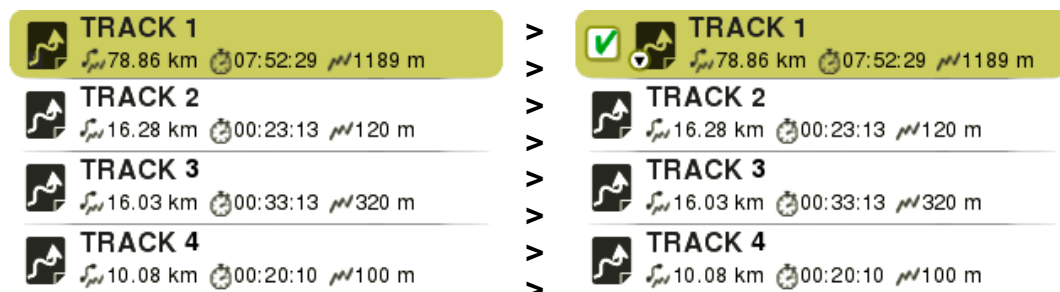 TRACK 1
78.86 km 07:52:29 1189 m
TRACK 2
16.28 km 00:23:13 120 m
TRACK 3
16.03 km 00:33:13 320 m
TRACK 4
10.08 km 00:20:10 100 m
>
>
>
>
>
>
>
>
TRACK 1
78.86 km 07:52:29 1189 m
TRACK 2
16.28 km 00:23:13 120 m
TRACK 3
16.03 km 00:33:13 320 m
TRACK 4
10.08 km 00:20:10 100 m